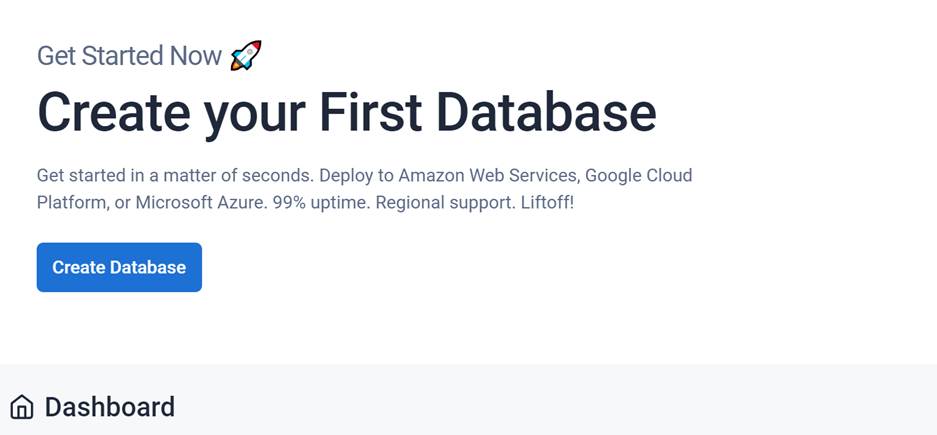 Get Started Now 🚀
Create your First Database
Get started in a matter of seconds. Deploy to Amazon Web Services, Google Cloud
Platform, or Microsoft Azure. 99% uptime. Regional support. Liftoff!
Create Database
Dashboard